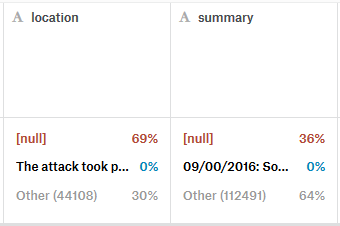 A location
A summary
[null] 69%
[null] 36%
The attack took p... 0%
09/00/2016: So... 0%
Other (44108) 30%
Other (112491) 64%